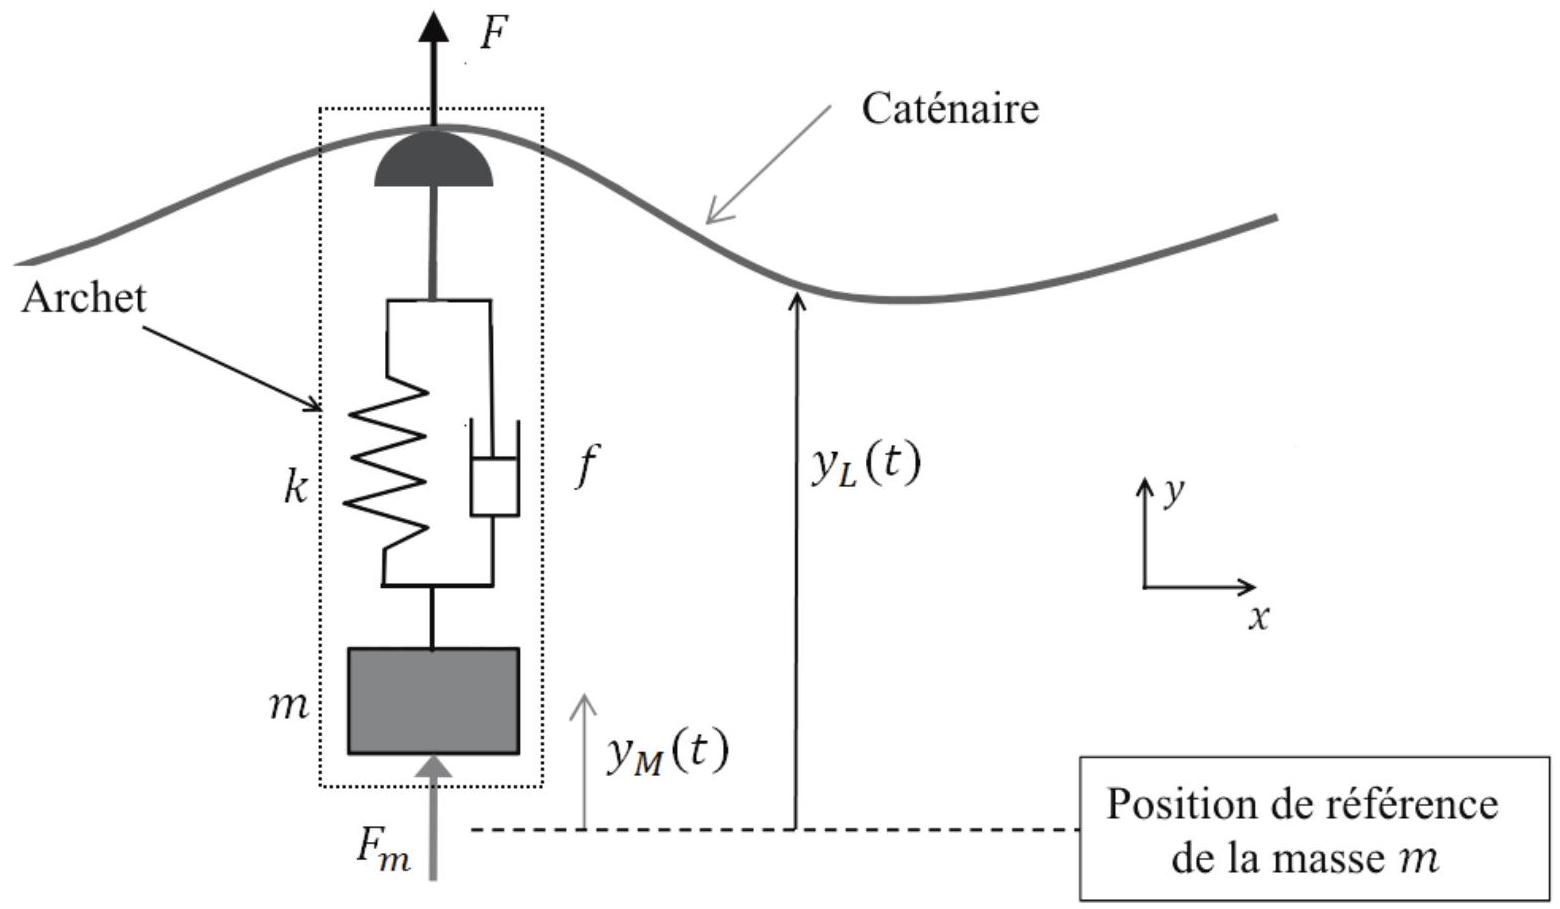 F
Caténaire
Archet
k
f
y_L(t)
y
x
m
y_M(t)
F_m
Position de référence
de la masse m